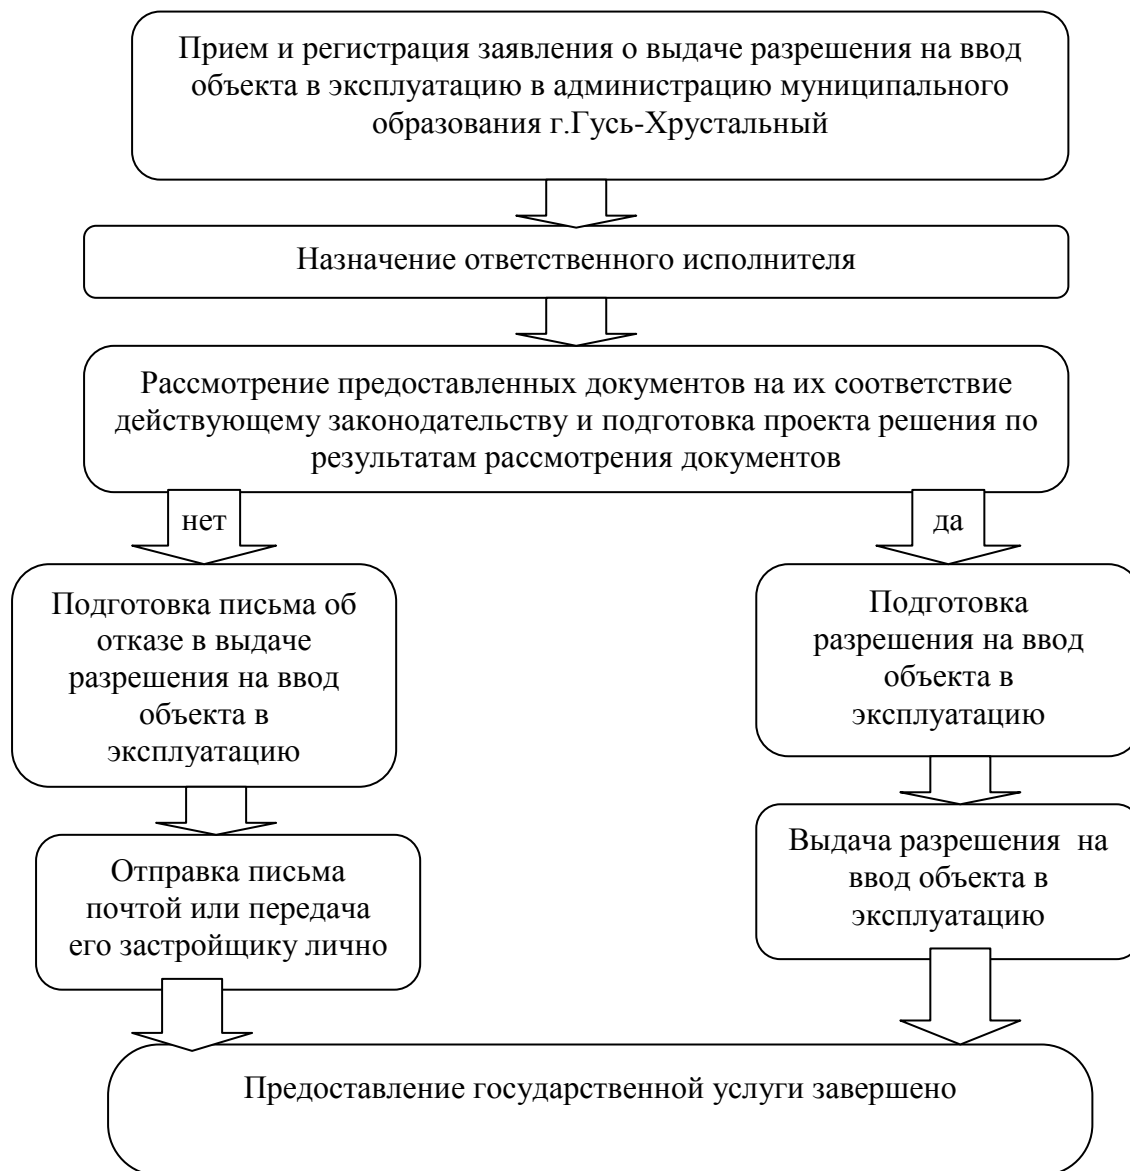 Прием и регистрация заявления о выдаче разрешения на ввод
объекта в эксплуатацию в администрацию муниципального
образования г.Гусь-Хрустальный
Назначение ответственного исполнителя
Рассмотрение предоставленных документов на их соответствие
действующему законодательству и подготовка проекта решения по
результатам рассмотрения документов
нет
да
Подготовка письма об
отказе в выдаче
разрешения на ввод
объекта в
эксплуатацию
Подготовка
разрешения на ввод
объекта в
эксплуатацию
Отправка письма
почтой или передача
его застройщику лично
Выдача разрешения  на
ввод объекта в
эксплуатацию
Предоставление государственной услуги завершено